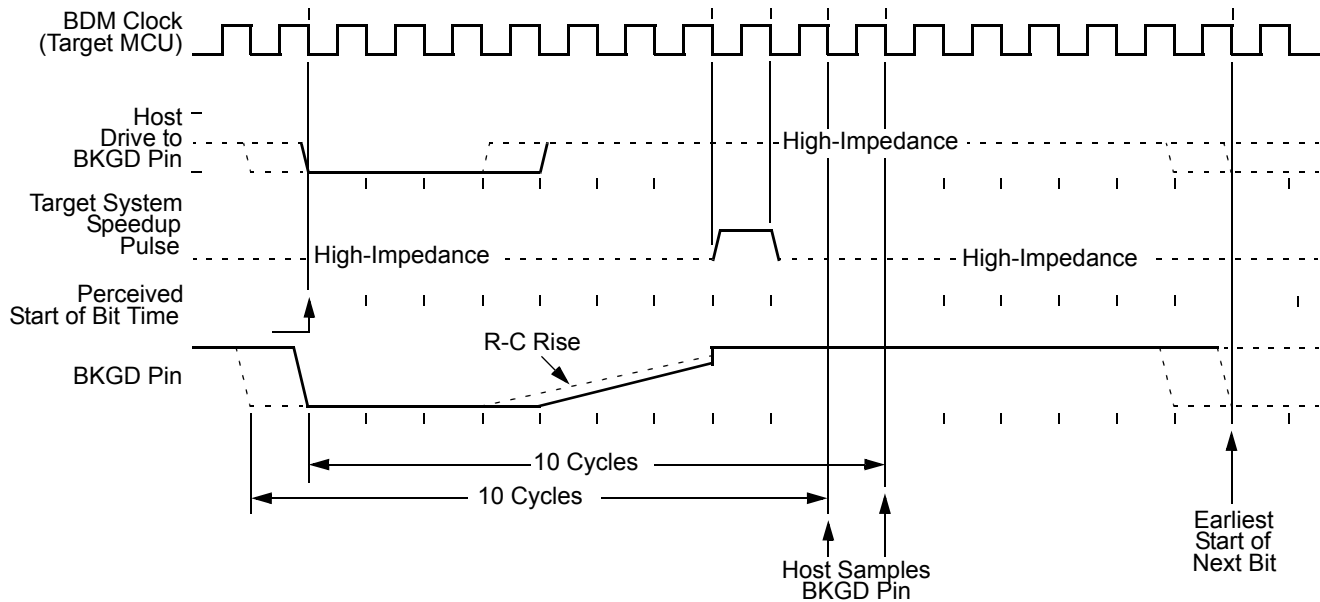 BDM Clock
(Target MCU)
Host
Drive to
BKGD Pin
High-Impedance
Target System
Speedup
Pulse
High-Impedance
High-Impedance
Perceived
Start of Bit Time
R-C Rise
BKGD Pin
10 Cycles
10 Cycles
Host Samples
BKGD Pin
Earliest
Start of
Next Bit